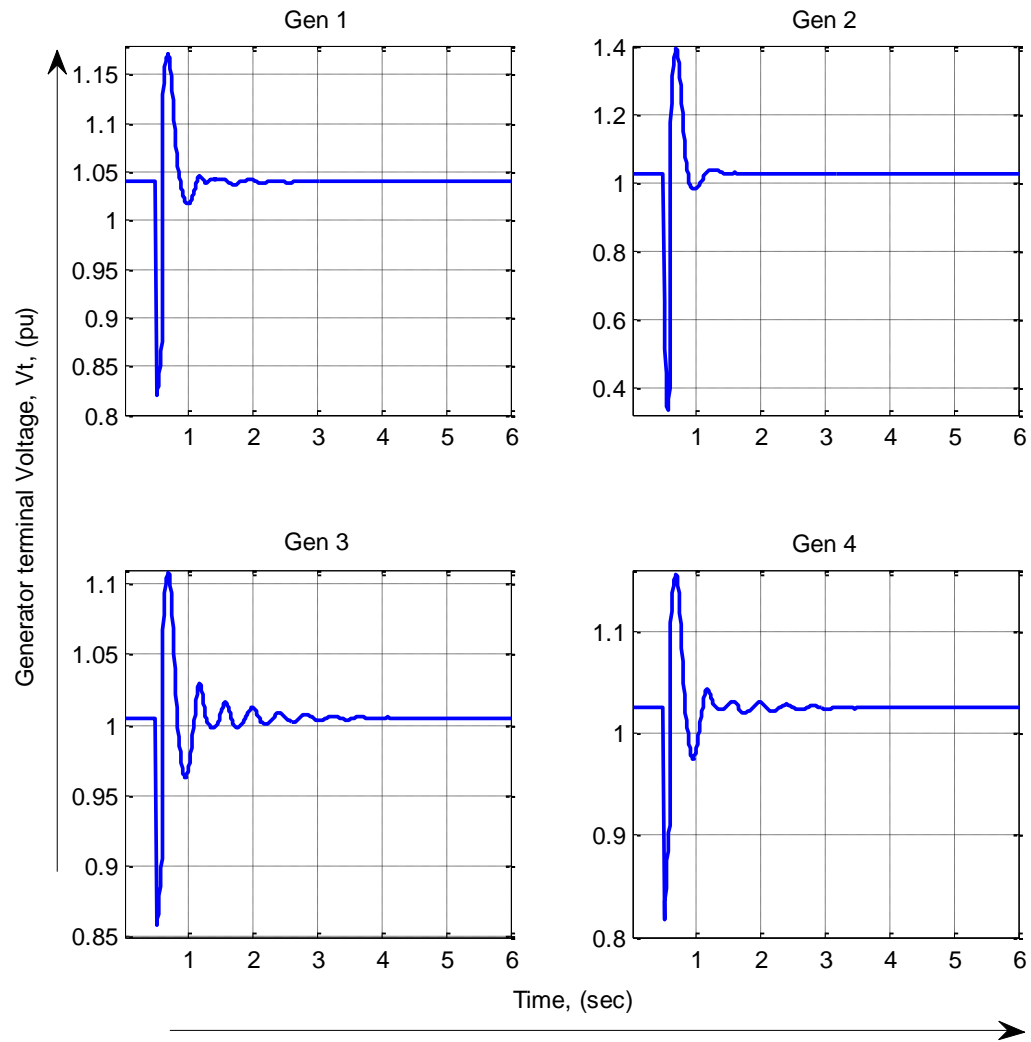 Gen 1
Gen 2
1.15
1.1
1.05
1
0.95
0.9
0.85
0.8
1 2 3 4 5 6
1.4
1.2
1.0
0.8
0.6
0.4
1 2 3 4 5 6
Generator terminal Voltage, Vt, (pu)
Gen 3
Gen 4
1.1
1.05
1
0.95
0.9
0.85
1 2 3 4 5 6
1.1
1
0.9
0.8
1 2 3 4 5 6
Time, (sec)